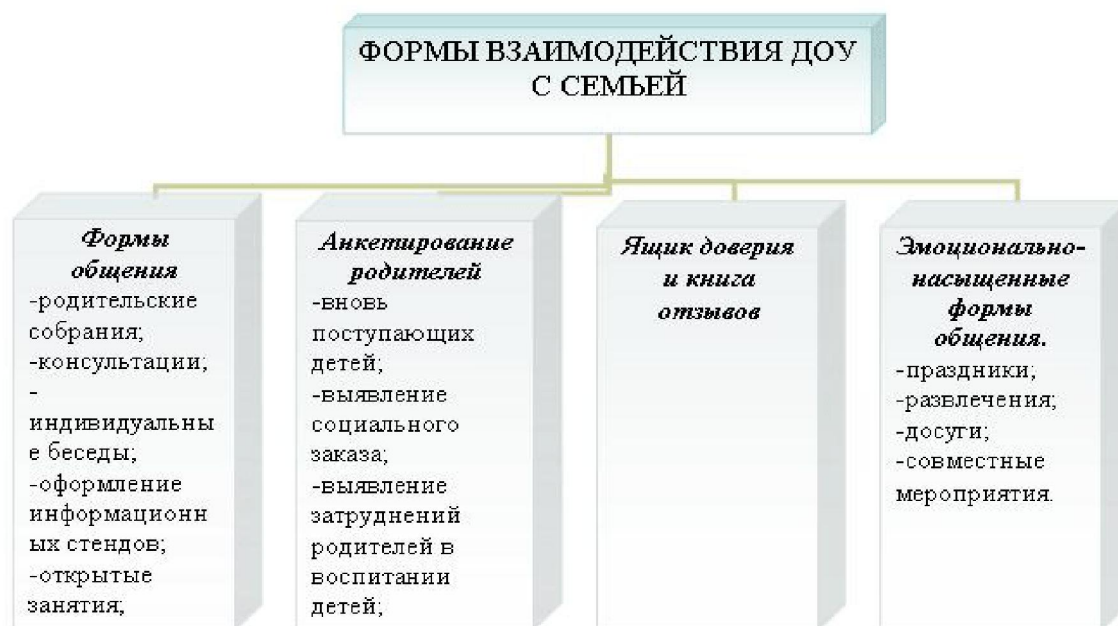 ФОРМЫ ВЗАИМОДЕЙСТВИЯ ДОУ
С СЕМЬЕЙ
Формы
общения
-родительские
собрания;
-консультации;
-
индивидуальны
е беседы;
-оформление
информационн
ых стендов;
-открытые
занятия;
Анкетирование
родителей
-вновь
поступающих
детей;
-выявление
социального
заказа;
-выявление
затруднений
родителей в
воспитании
детей;
Ящик доверия
и книга
отзывов
Эмоционально-
насыщенные
формы
общения.
-праздники;
-развлечения;
-досуги;
-совместные
мероприятия.